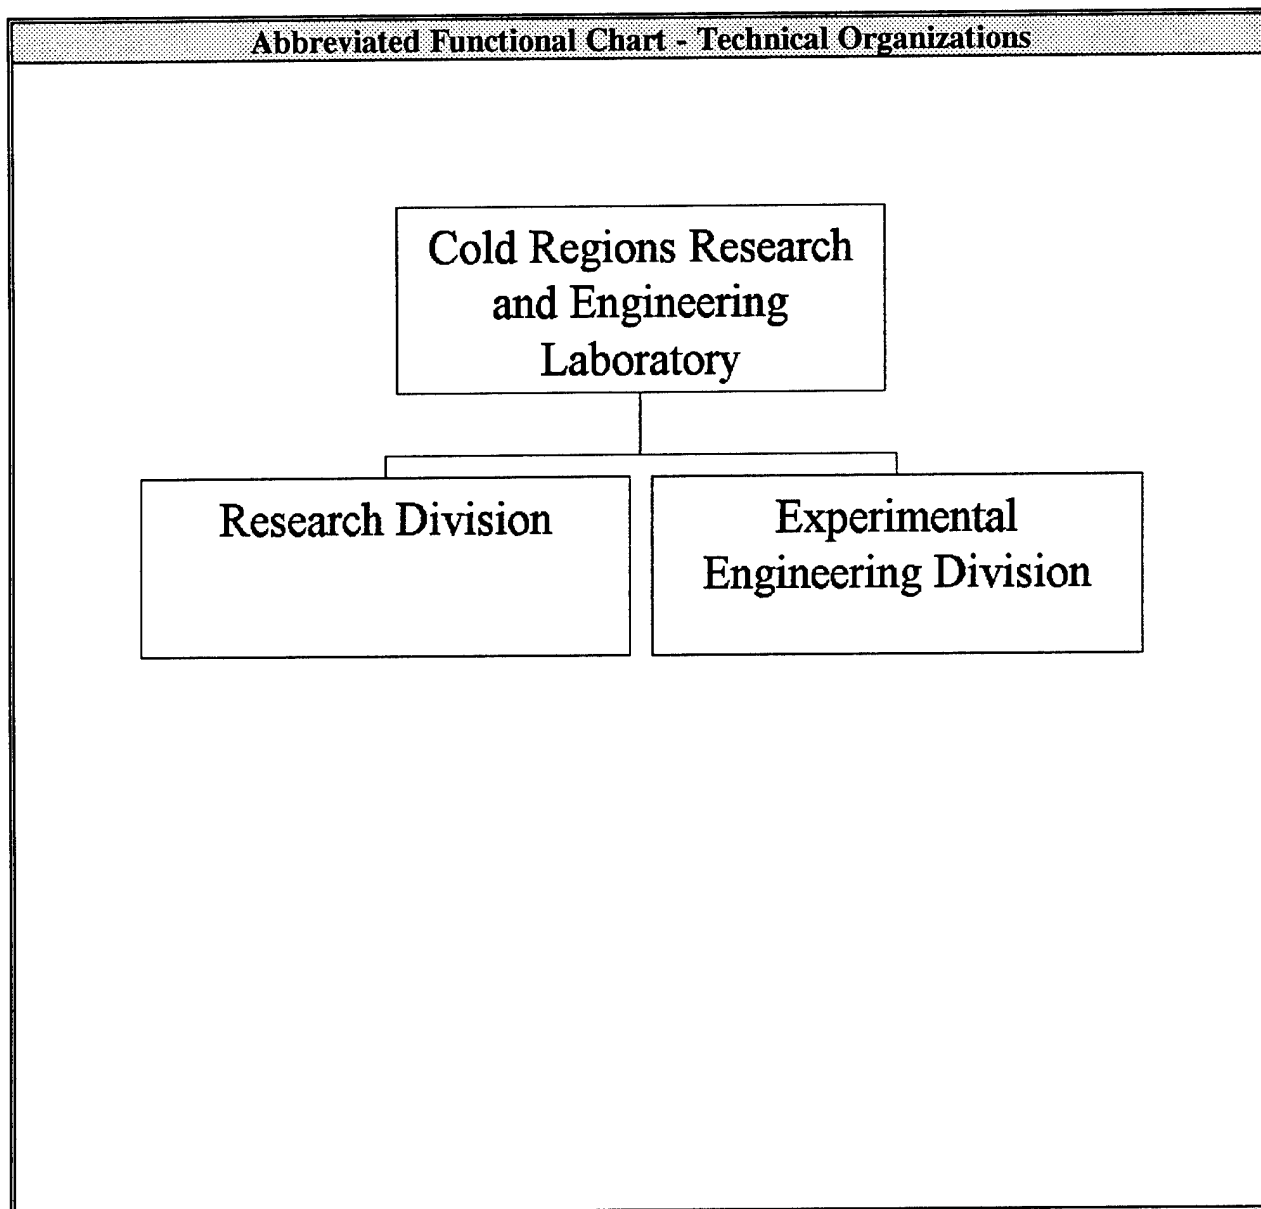 Abbreviated Functional Chart - Technical Organizations
Cold Regions Research
and Engineering
Laboratory
Research Division
Experimental
Engineering Division